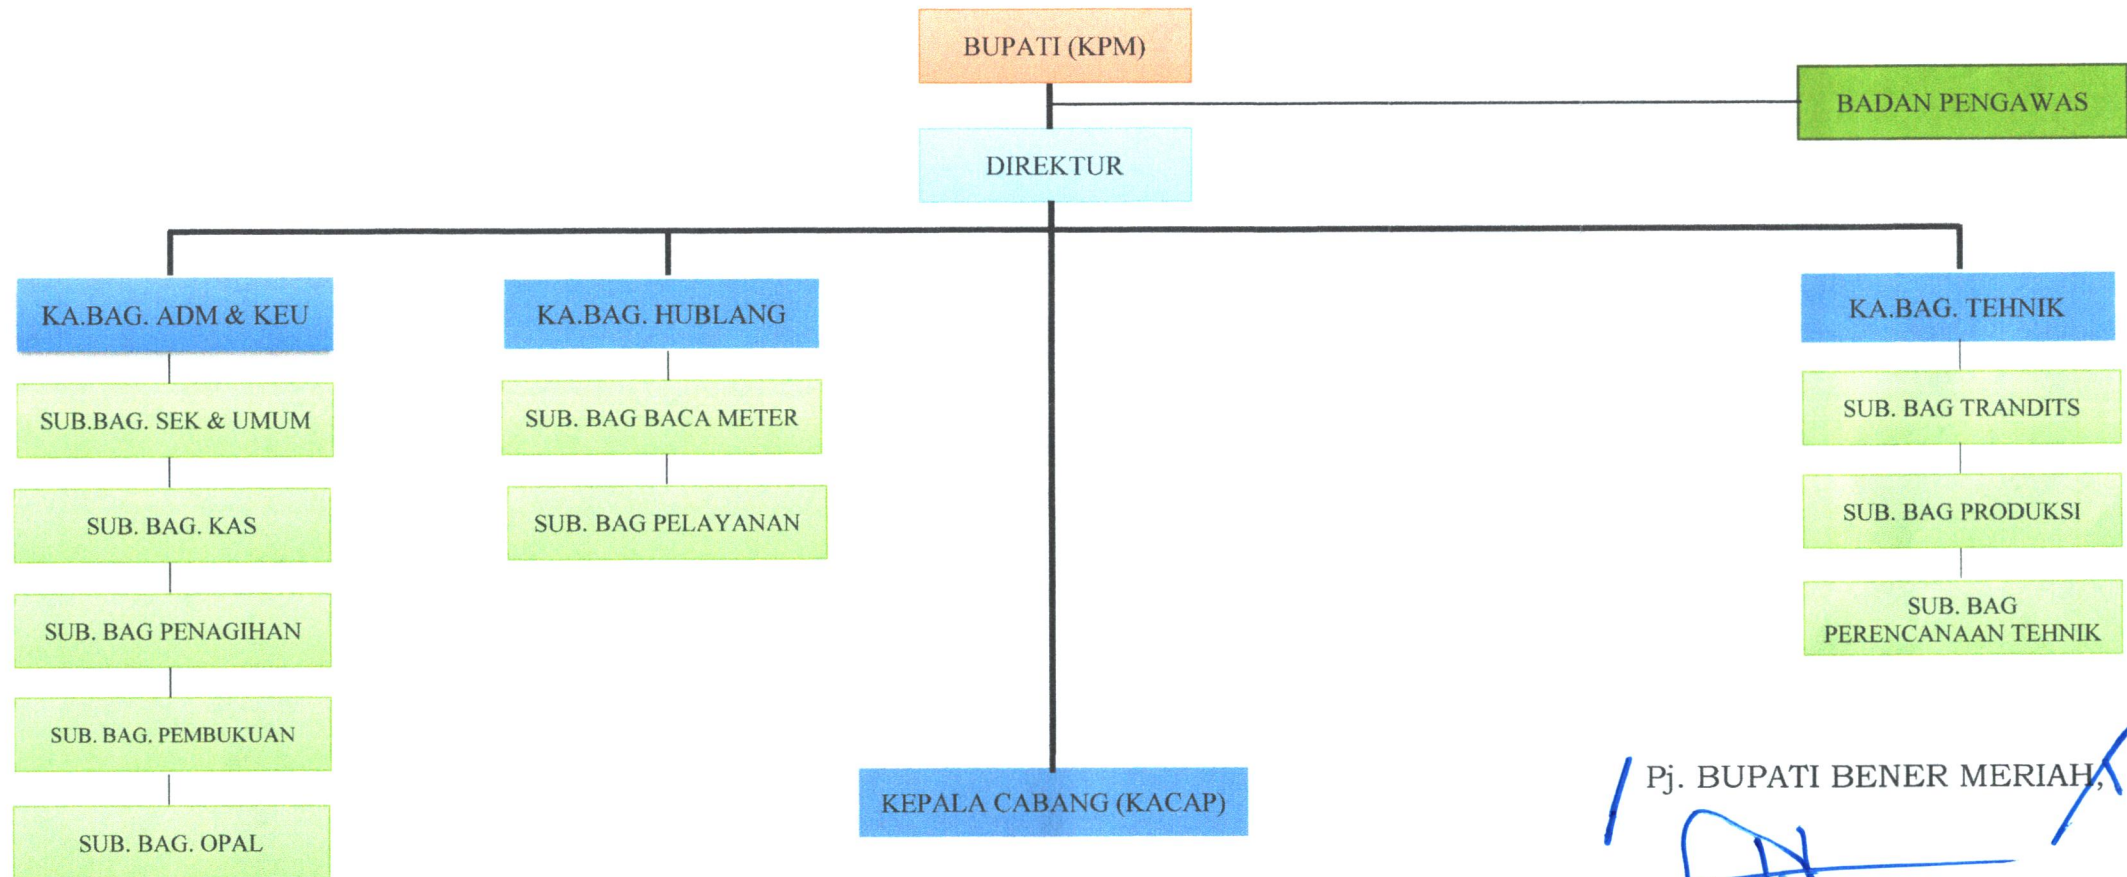 BUPATI (KPM)
BADAN PENGAWAS
DIREKTUR
KA.BAG. ADM & KEU
KA.BAG. HUBLANG
KA.BAG. TEHNIK
SUB.BAG. SEK & UMUM
SUB. BAG BACA METER
SUB. BAG TRANDITS
SUB. BAG. KAS
SUB. BAG PELAYANAN
SUB. BAG PRODUKSI
SUB. BAG PENAGIHAN
SUB. BAG
PERENCANAAN TEHNIK
SUB. BAG. PEMBUKUAN
SUB. BAG. OPAL
KEPALA CABANG (KACAP)
Pj. BUPATI BENER MERIAH,